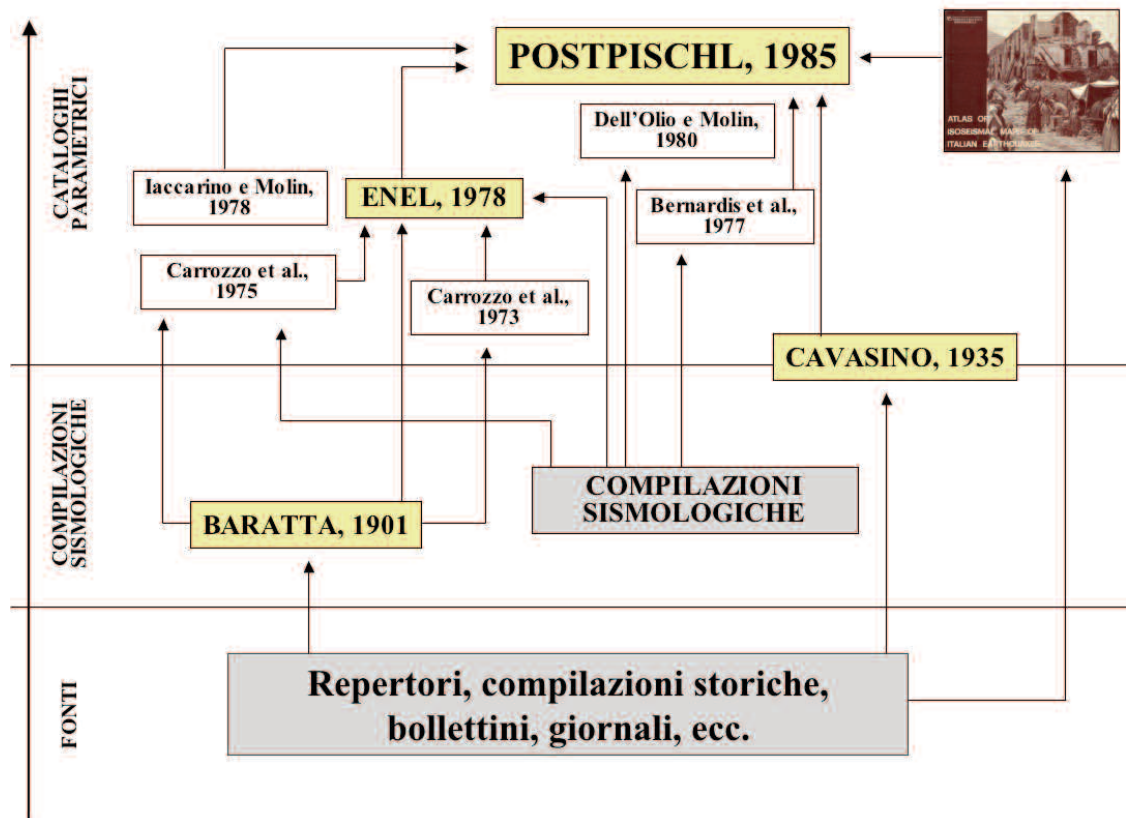 POSTPISCHL, 1985
ATLAS OF
ISOSEISMAL MAPS OF
ITALIAN EARTHQUAKES
CATALOGHI
PARAMETRICI
Dell'Olio e Molin,
1980
Iaccarino e Molin,
1978
ENEL, 1978
Bernardis et al.,
1977
Carrozzo et al.,
1975
Carrozzo et al.,
1973
CAVASINO, 1935
COMPILAZIONI
SISMOLOGICHE
COMPILAZIONI
SISMOLOGICHE
BARATTA, 1901
FONTI
Repertori, compilazioni storiche,
bollettini, giornali, ecc.